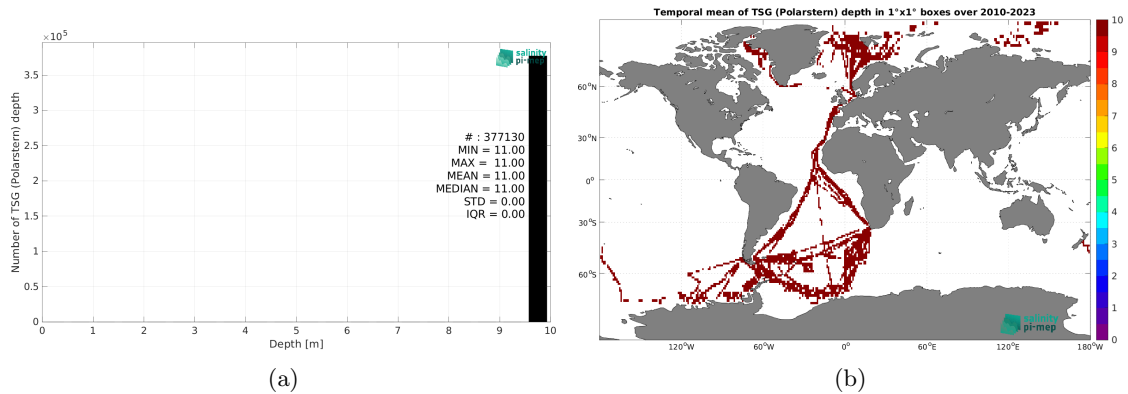 ×10⁵
salinity
pi-mep
3.5
3
2.5
2
1.5
1
0.5
0
Number of TSG (Polarstern) depth
# : 377130
MIN = 11.00
MAX = 11.00
MEAN = 11.00
MEDIAN = 11.00
STD = 0.00
IQR = 0.00
0 1 2 3 4 5 6 7 8 9 10
Depth [m]
(a)
Temporal mean of TSG (Polarstern) depth in 1°x1° boxes over 2010-2023
60°N
30°N
0°
30°S
60°S
120°W 60°W 0° 60°E 120°E 180°W
salinity
pi-mep
10
9
8
7
6
5
4
3
2
1
0
(b)